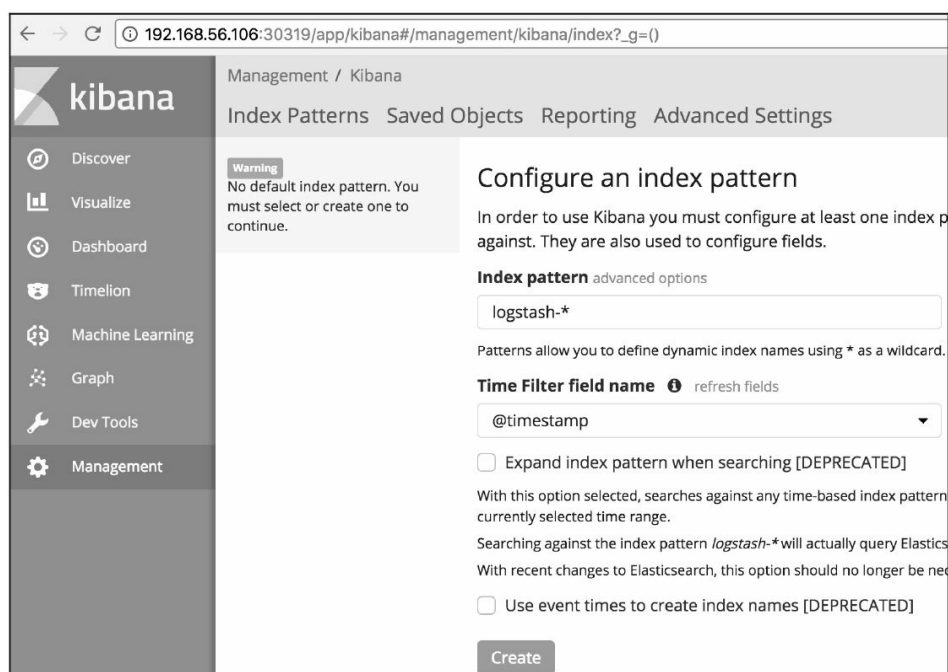 192.168.56.106:30319/app/kibana#/management/kibana/index?_g=()
kibana
Discover
Visualize
Dashboard
Timelion
Machine Learning
Graph
Dev Tools
Management
Management / Kibana
Index Patterns Saved Objects Reporting Advanced Settings
Warning
No default index pattern. You
must select or create one to
continue.
Configure an index pattern
In order to use Kibana you must configure at least one index p
against. They are also used to configure fields.
Index pattern advanced options
logstash-*
Patterns allow you to define dynamic index names using * as a wildcard.
Time Filter field name refresh fields
@timestamp
Expand index pattern when searching [DEPRECATED]
With this option selected, searches against any time-based index pattern
currently selected time range.
Searching against the index pattern logstash-* will actually query Elastics
With recent changes to Elasticsearch, this option should no longer be nec
Use event times to create index names [DEPRECATED]
Create